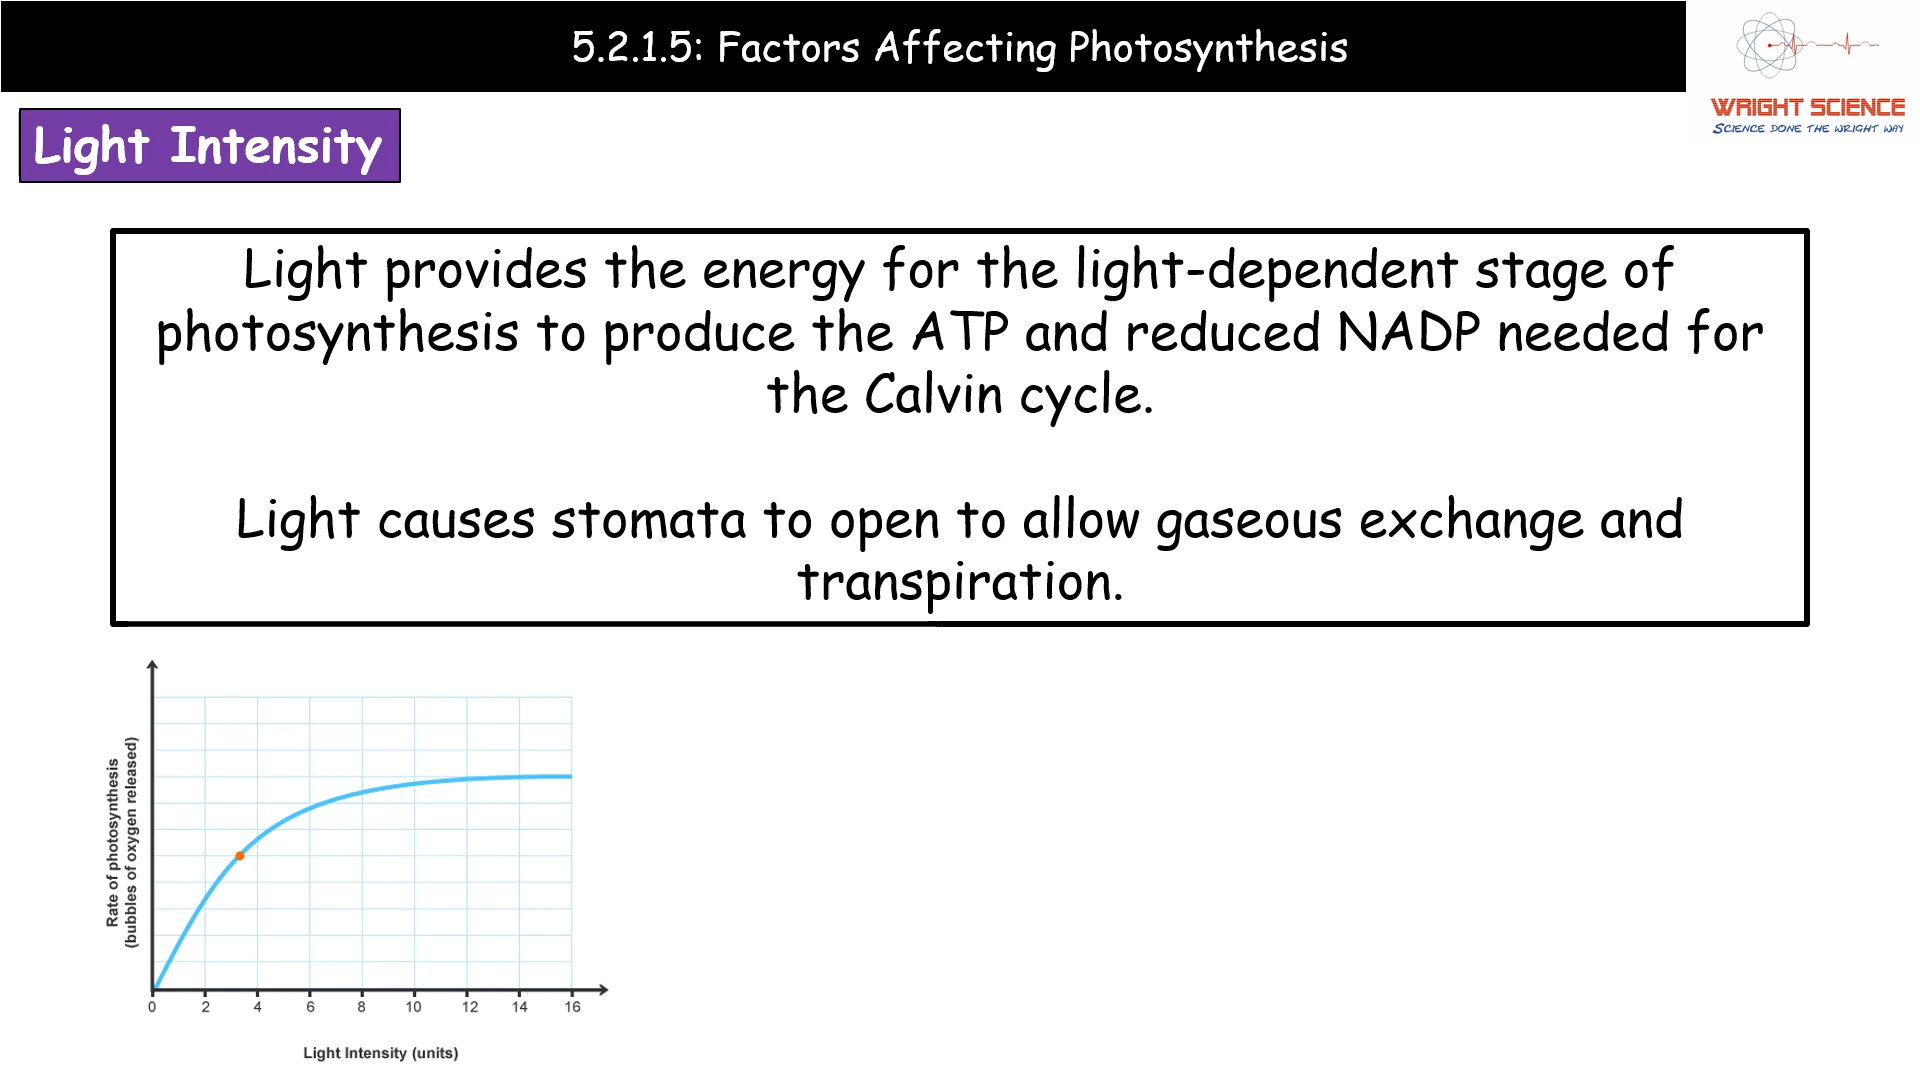 5.2.1.5: Factors Affecting Photosynthesis
WRIGHT SCIENCE
SCIENCE DONE THE WRIGHT WAY
Light Intensity
Light provides the energy for the light-dependent stage of
photosynthesis to produce the ATP and reduced NADP needed for
the Calvin cycle.
Light causes stomata to open to allow gaseous exchange and
transpiration.
Rate of photosynthesis
(bubbles of oxygen released)
0 2 4 6 8 10 12 14 16
Light Intensity (units)